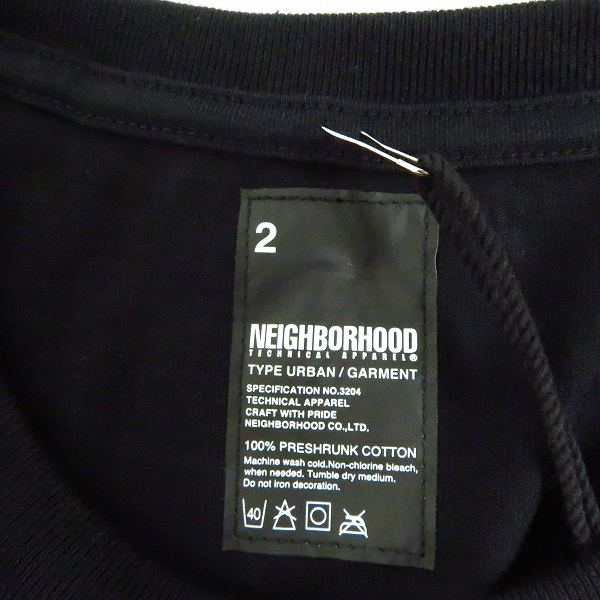 2
NEIGHBORHOOD
TECHNICAL APPAREL®
TYPE URBAN / GARMENT
SPECIFICATION NO.3204
TECHNICAL APPAREL
CRAFT WITH PRIDE
NEIGHBORHOOD CO.,LTD.
100% PRESHRUNK COTTON
Machine wash cold.Non-chlorine bleach,
when needed. Tumble dry medium.
Do not iron decoration.
40